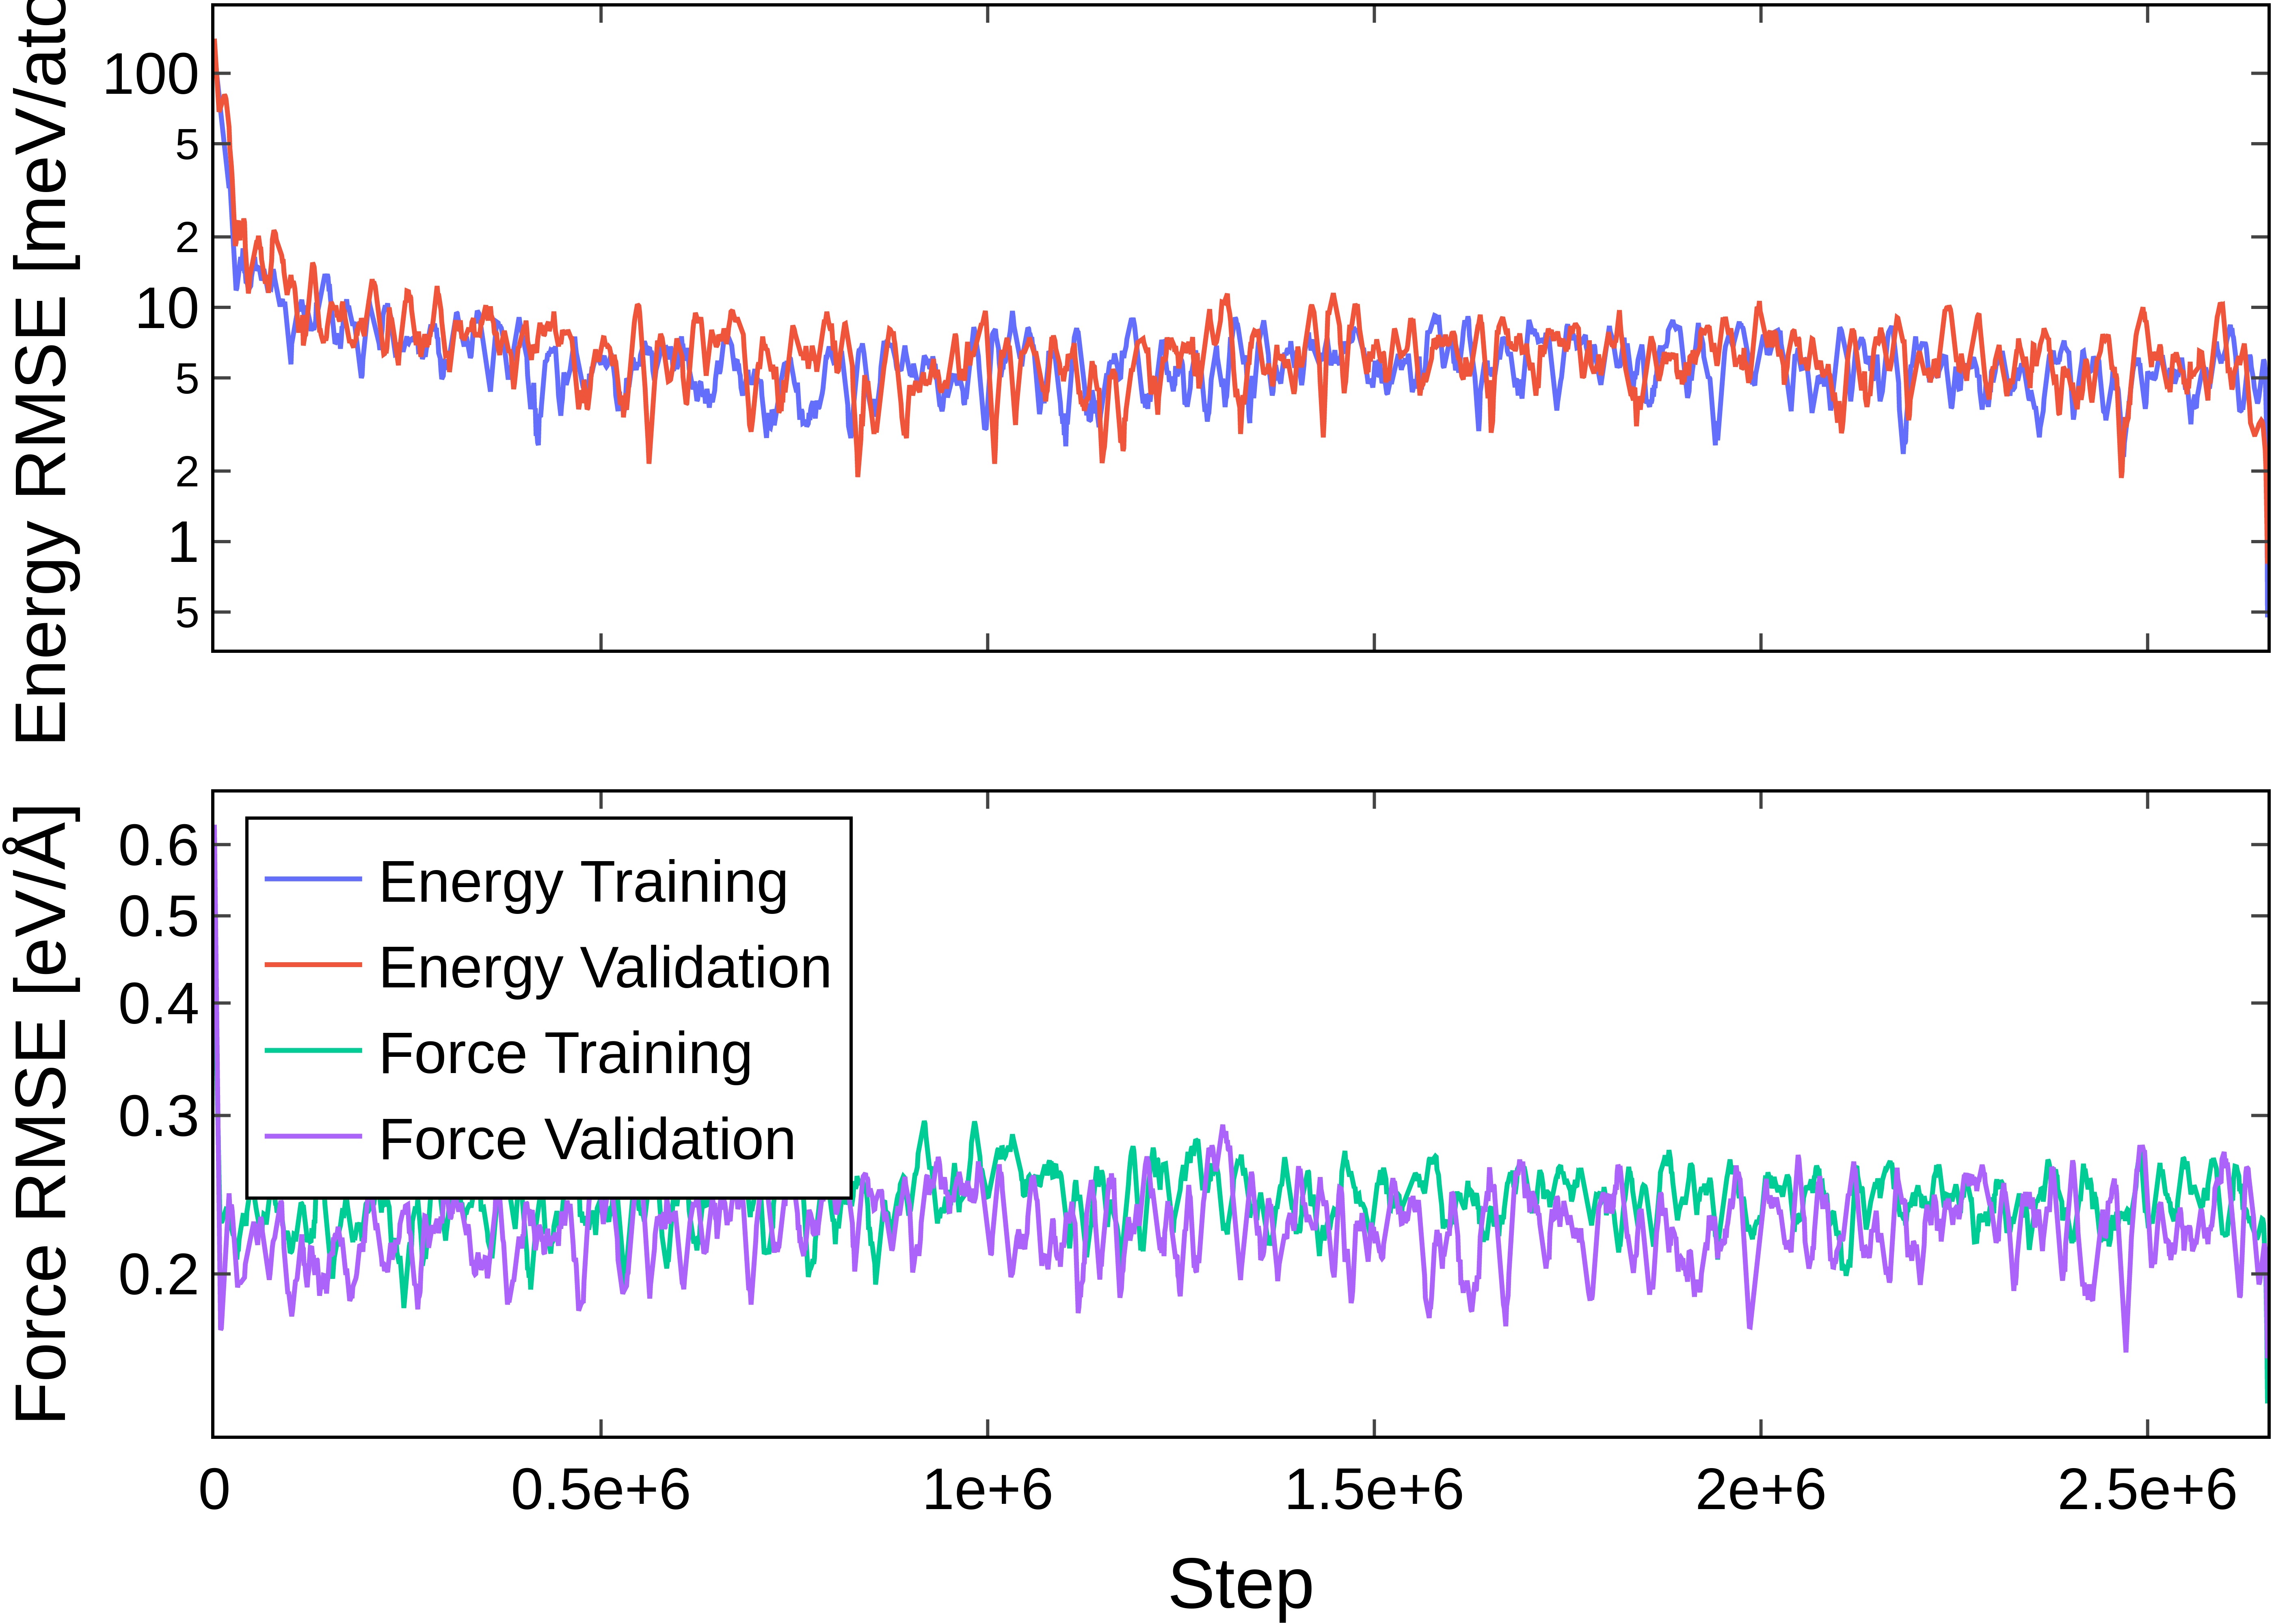 Energy RMSE [meV/ato
100
5
2
10
5
2
1
5
Force RMSE [eV/Å]
0.6
0.5
0.4
0.3
0.2
Energy Training
Energy Validation
Force Training
Force Validation
0 0.5e+6 1e+6 1.5e+6 2e+6 2.5e+6
Step